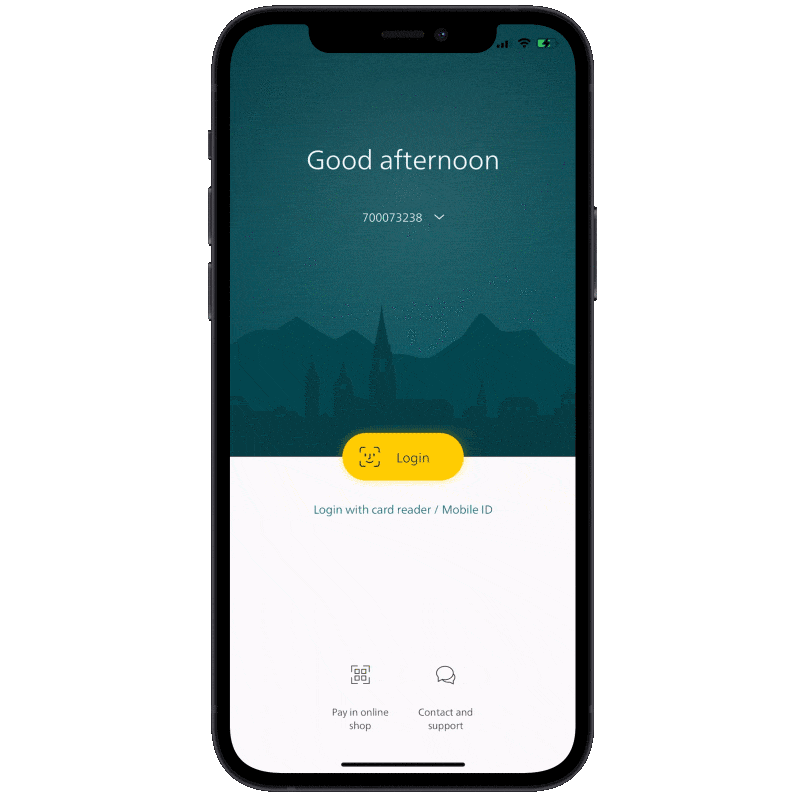 Good afternoon
700073238
Login
Login with card reader / Mobile ID
Pay in online
shop
Contact and
support